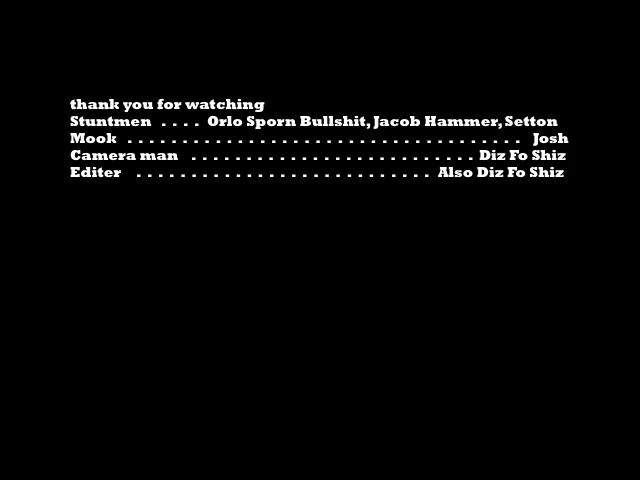 thank you for watching
Stuntmen . . . . Orlo Sporn Bullshit, Jacob Hammer, Setton
Mook . . . . . . . . . . . . . . . . . . . . . . . . . . . . . . . . . . . . Josh
Camera man . . . . . . . . . . . . . . . . . . . . . . . . . . Diz Fo Shiz
Editer . . . . . . . . . . . . . . . . . . . . . . . . . . . Also Diz Fo Shiz